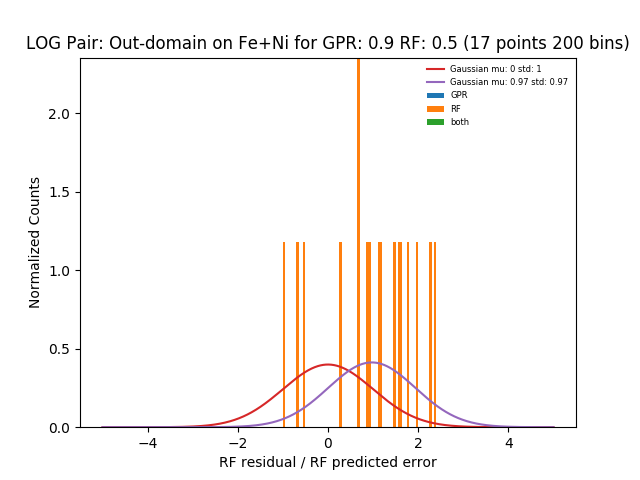 LOG Pair: Out-domain on Fe+Ni for GPR: 0.9 RF: 0.5 (17 points 200 bins)
Gaussian mu: 0 std: 1
Gaussian mu: 0.97 std: 0.97
GPR
RF
both
Normalized Counts
2.0
1.5
1.0
0.5
0.0
−4
−2
0
2
4
RF residual / RF predicted error